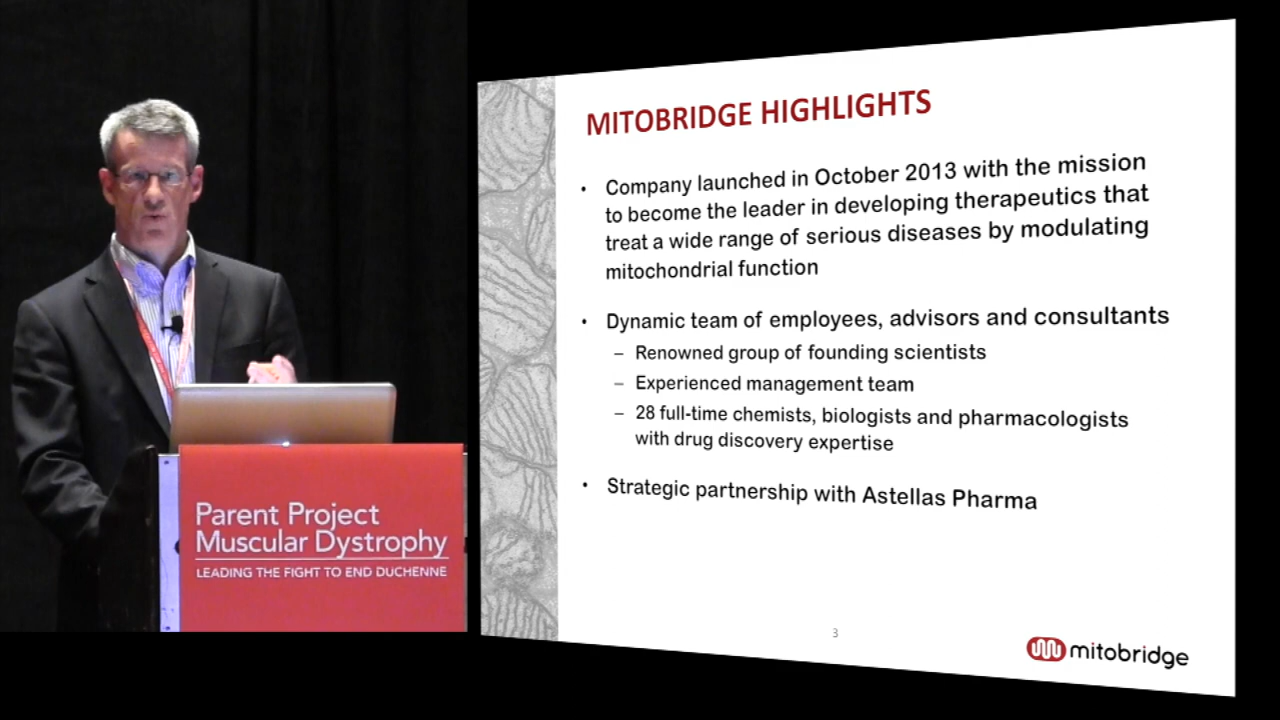 MITOBRIDGE HIGHLIGHTS
• Company launched in October 2013 with the mission
to become the leader in developing therapeutics that
treat a wide range of serious diseases by modulating
mitochondrial function
• Dynamic team of employees, advisors and consultants
– Renowned group of founding scientists
– Experienced management team
– 28 full-time chemists, biologists and pharmacologists
with drug discovery expertise
• Strategic partnership with Astellas Pharma
3
mitobridge
Parent Project
Muscular Dystrophy
LEADING THE FIGHT TO END DUCHENNE